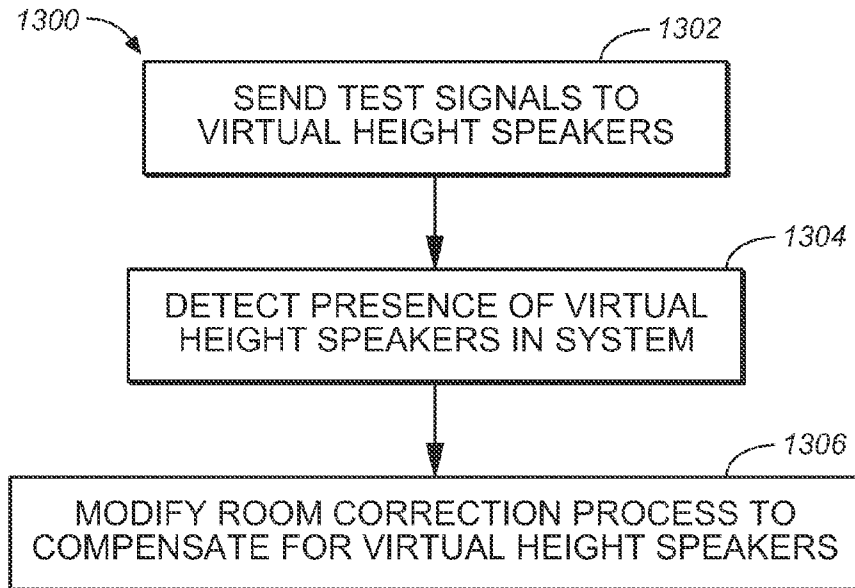 1300
1302
SEND TEST SIGNALS TO
VIRTUAL HEIGHT SPEAKERS
1304
DETECT PRESENCE OF VIRTUAL
HEIGHT SPEAKERS IN SYSTEM
1306
MODIFY ROOM CORRECTION PROCESS TO
COMPENSATE FOR VIRTUAL HEIGHT SPEAKERS